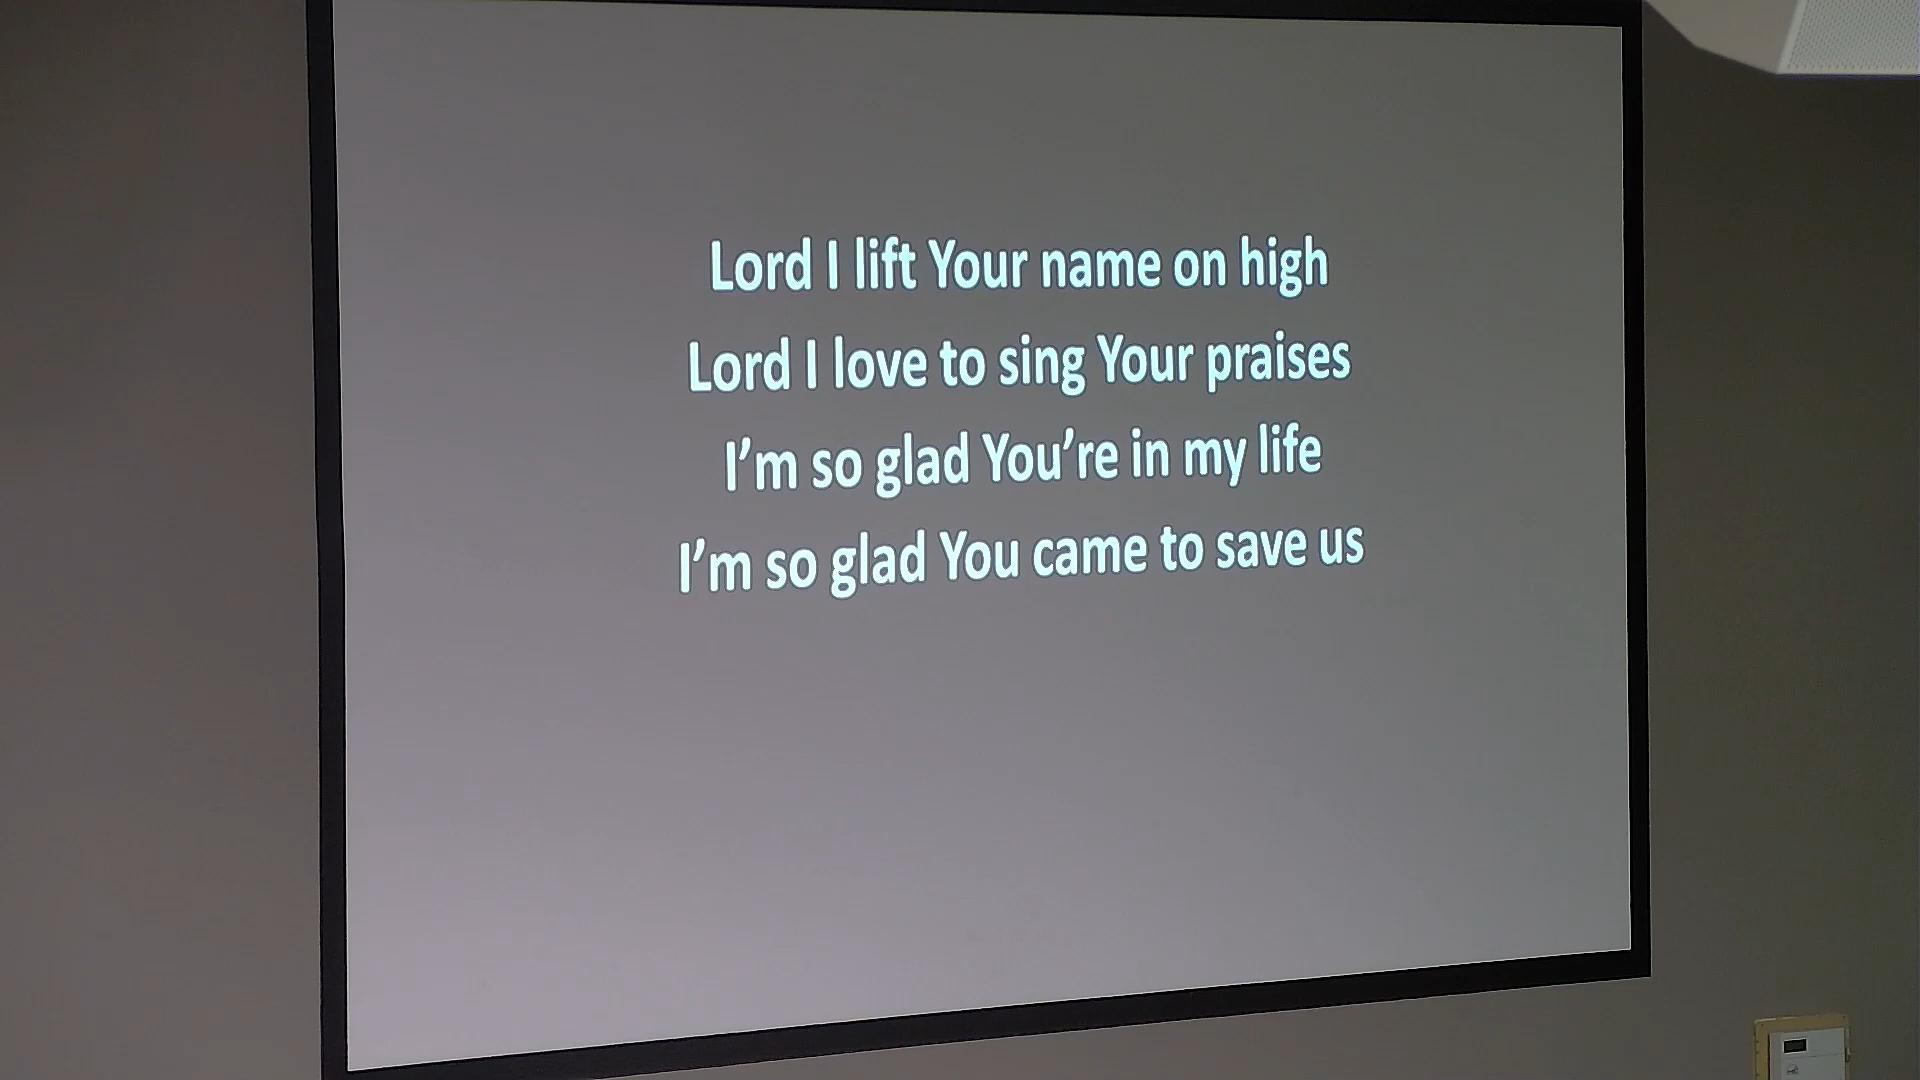 Lord I lift Your name on high
Lord I love to sing Your praises
I’m so glad You’re in my life
I’m so glad You came to save us